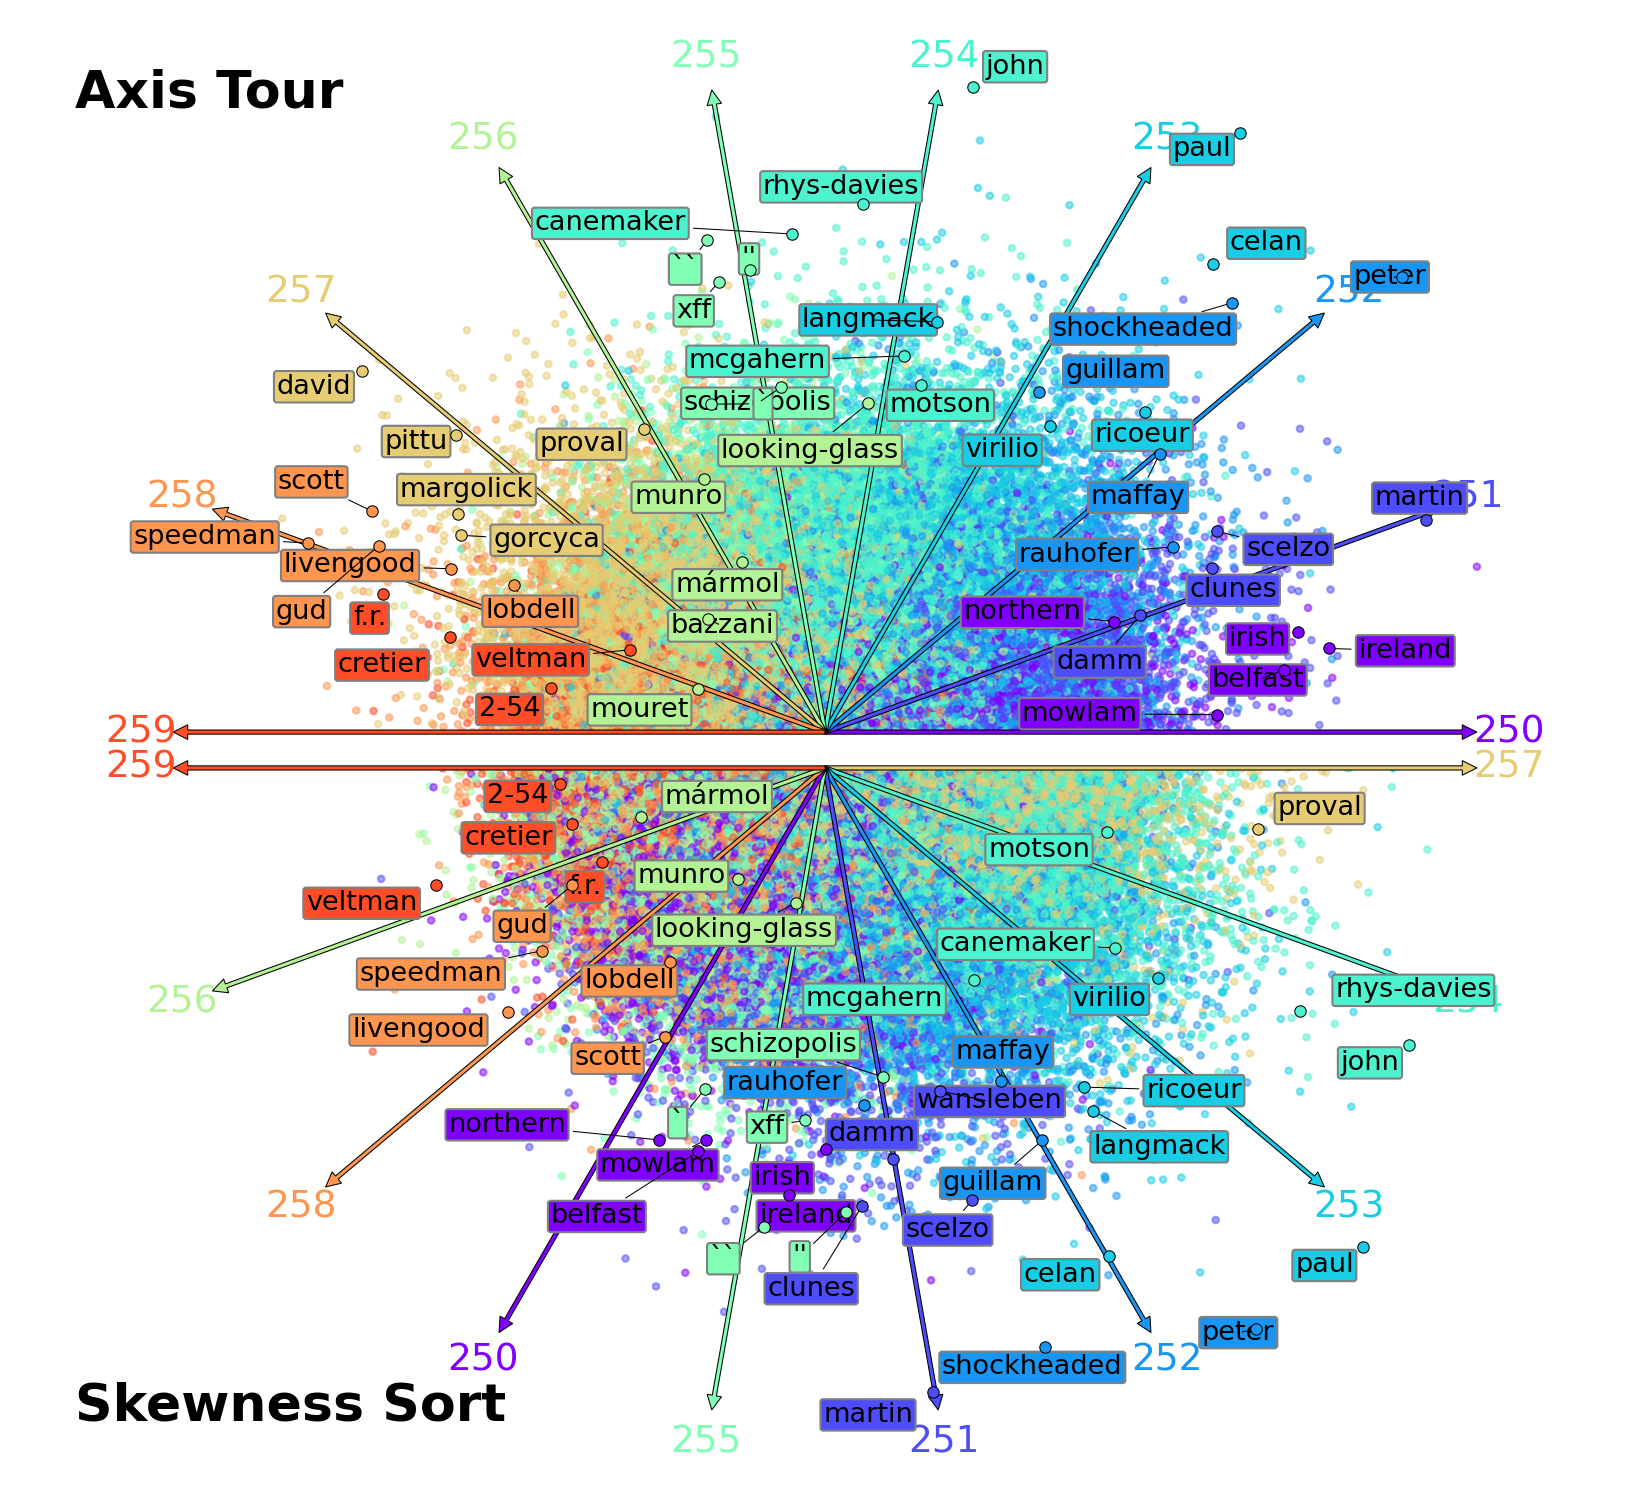 255
254
john
Axis Tour
256
253
paul
rhys-davies
canemaker
celan
``
''
257
252
peter
xff
langmack
shockheaded
mcgahern
guillam
david
schizopolis
`
motson
pittu
proval
looking-glass
virilio
ricoeur
scott
margolick
munro
maffay
martin
251
258
speedman
gorcyca
rauhofer
scelzo
livengood
mármol
clunes
gud
f.r.
lobdell
northern
bazzani
irish
ireland
cretier
veltman
damm
belfast
2-54
mouret
mowlam
259
250
259
257
2-54
mármol
proval
cretier
motson
munro
f.r.
veltman
gud
looking-glass
canemaker
speedman
lobdell
rhys-davies
256
mcgahern
virilio
254
livengood
schizopolis
scott
maffay
john
rauhofer
wansleben
ricoeur
northern
`
xff
damm
langmack
mowlam
irish
guillam
258
belfast
ireland
scelzo
253
``
''
clunes
celan
paul
peter
250
shockheaded
252
Skewness Sort
martin
255
251